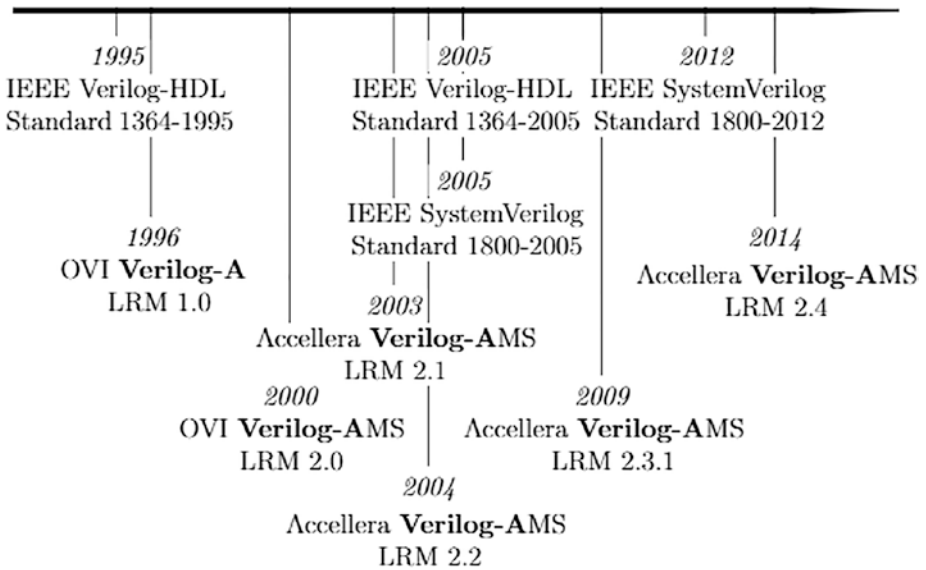 1995
IEEE Verilog-HDL
Standard 1364-1995
2005
IEEE Verilog-HDL
Standard 1364-2005
2012
IEEE SystemVerilog
Standard 1800-2012
2005
IEEE SystemVerilog
Standard 1800-2005
1996
OVI Verilog-A
LRM 1.0
2014
Accellera Verilog-AMS
LRM 2.4
2003
Accellera Verilog-AMS
LRM 2.1
2000
OVI Verilog-AMS
LRM 2.0
2009
Accellera Verilog-AMS
LRM 2.3.1
2004
Accellera Verilog-AMS
LRM 2.2